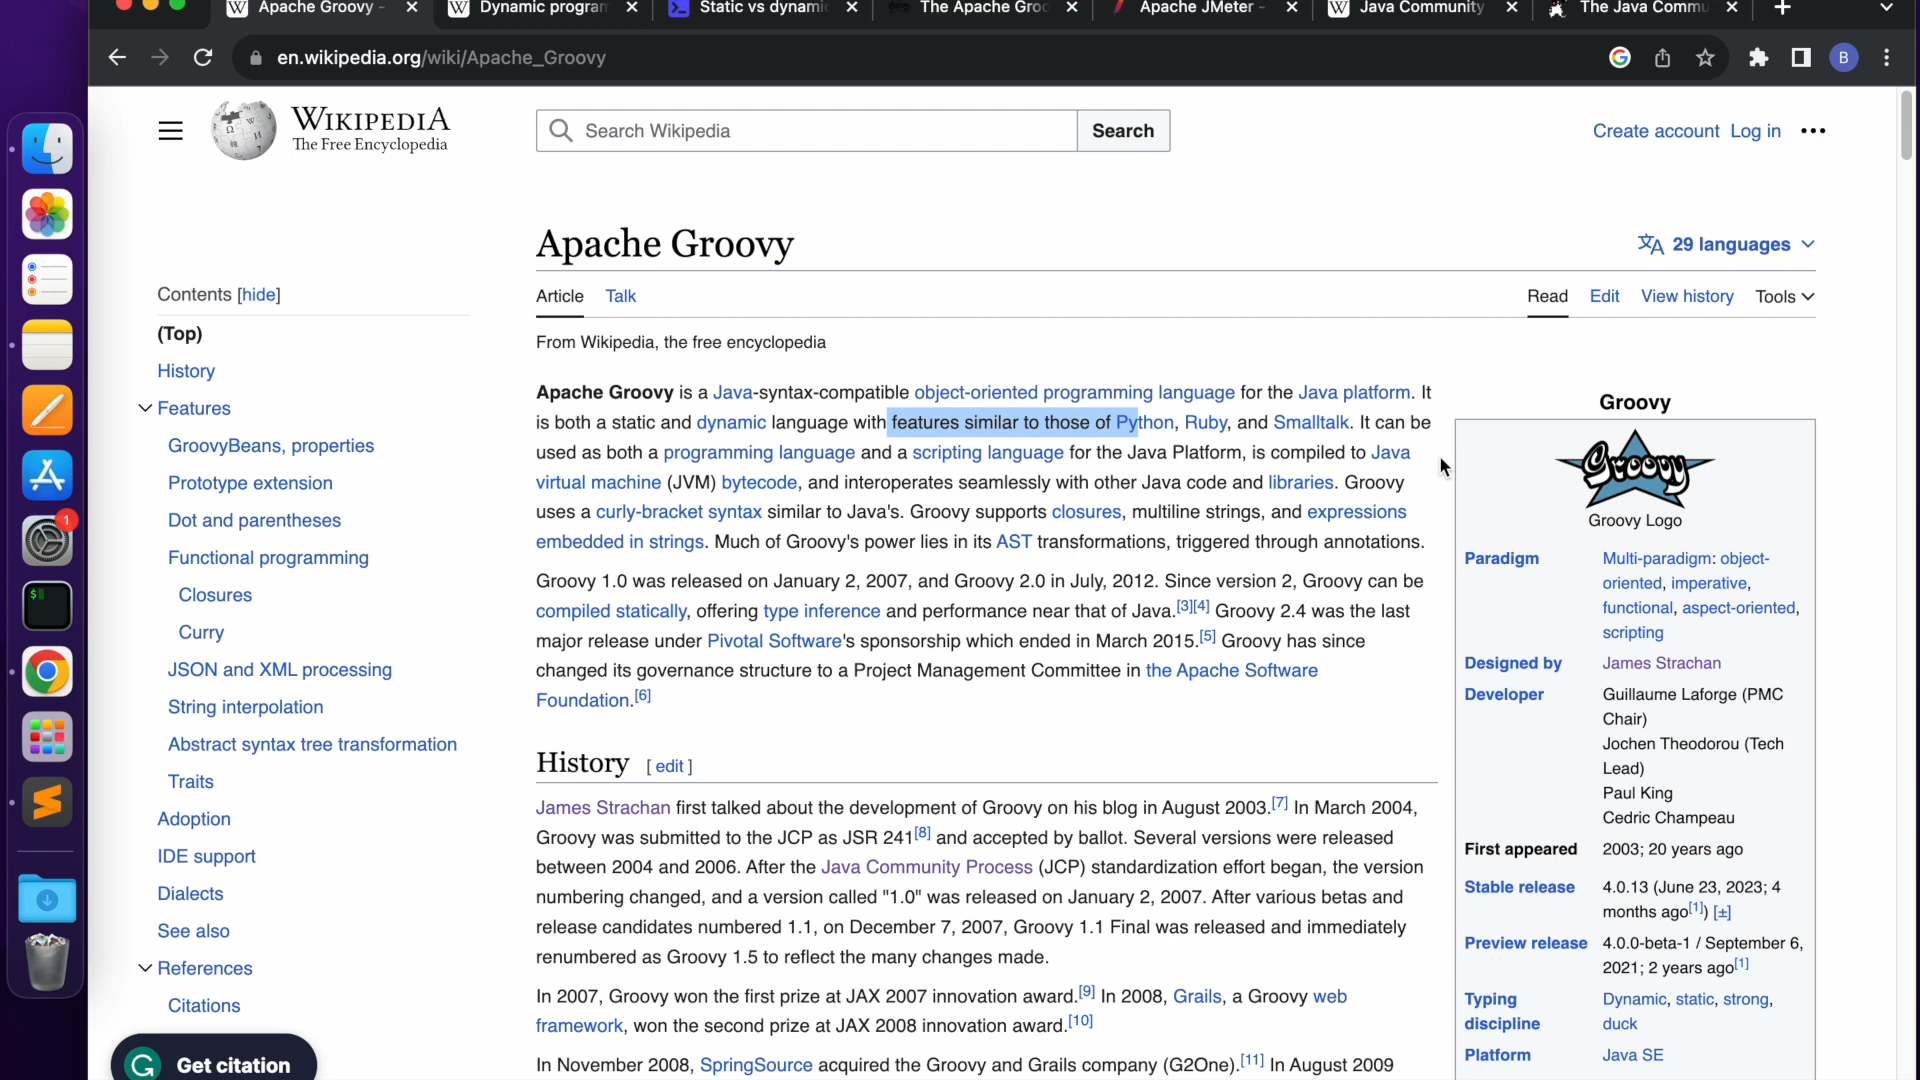 Apache Groovy -
Dynamic progran
Static vs dynamic
The Apache Groo
Apache JMeter -
Java Community
The Java Commu
en.wikipedia.org/wiki/Apache_Groovy
B
WIKIPEDIA
The Free Encyclopedia
Search Wikipedia
Search
Create account Log in
Apache Groovy
29 languages
Article Talk
Read Edit View history Tools
From Wikipedia, the free encyclopedia
Contents [hide]
(Top)
History
Features
GroovyBeans, properties
Prototype extension
Dot and parentheses
Functional programming
Closures
Curry
JSON and XML processing
String interpolation
Abstract syntax tree transformation
Traits
Adoption
IDE support
Dialects
See also
References
Citations
Get citation
Apache Groovy is a Java-syntax-compatible object-oriented programming language for the Java platform. It
is both a static and dynamic language with features similar to those of Python, Ruby, and Smalltalk. It can be
used as both a programming language and a scripting language for the Java Platform, is compiled to Java
virtual machine (JVM) bytecode, and interoperates seamlessly with other Java code and libraries. Groovy
uses a curly-bracket syntax similar to Java's. Groovy supports closures, multiline strings, and expressions
embedded in strings. Much of Groovy's power lies in its AST transformations, triggered through annotations.
Groovy 1.0 was released on January 2, 2007, and Groovy 2.0 in July, 2012. Since version 2, Groovy can be
compiled statically, offering type inference and performance near that of Java.[3][4] Groovy 2.4 was the last
major release under Pivotal Software's sponsorship which ended in March 2015.[5] Groovy has since
changed its governance structure to a Project Management Committee in the Apache Software
Foundation.[6]
History [ edit ]
James Strachan first talked about the development of Groovy on his blog in August 2003.[7] In March 2004,
Groovy was submitted to the JCP as JSR 241[8] and accepted by ballot. Several versions were released
between 2004 and 2006. After the Java Community Process (JCP) standardization effort began, the version
numbering changed, and a version called "1.0" was released on January 2, 2007. After various betas and
release candidates numbered 1.1, on December 7, 2007, Groovy 1.1 Final was released and immediately
renumbered as Groovy 1.5 to reflect the many changes made.
In 2007, Groovy won the first prize at JAX 2007 innovation award.[9] In 2008, Grails, a Groovy web
framework, won the second prize at JAX 2008 innovation award.[10]
In November 2008, SpringSource acquired the Groovy and Grails company (G2One).[11] In August 2009
Groovy
Groovy
Groovy Logo
Paradigm Multi-paradigm: object-
oriented, imperative,
functional, aspect-oriented,
scripting
Designed by James Strachan
Developer Guillaume Laforge (PMC
Chair)
Jochen Theodorou (Tech
Lead)
Paul King
Cedric Champeau
First appeared 2003; 20 years ago
Stable release 4.0.13 (June 23, 2023; 4
months ago[1]) [±]
Preview release 4.0.0-beta-1 / September 6,
2021; 2 years ago[1]
Typing Dynamic, static, strong,
discipline duck
Platform Java SE
1